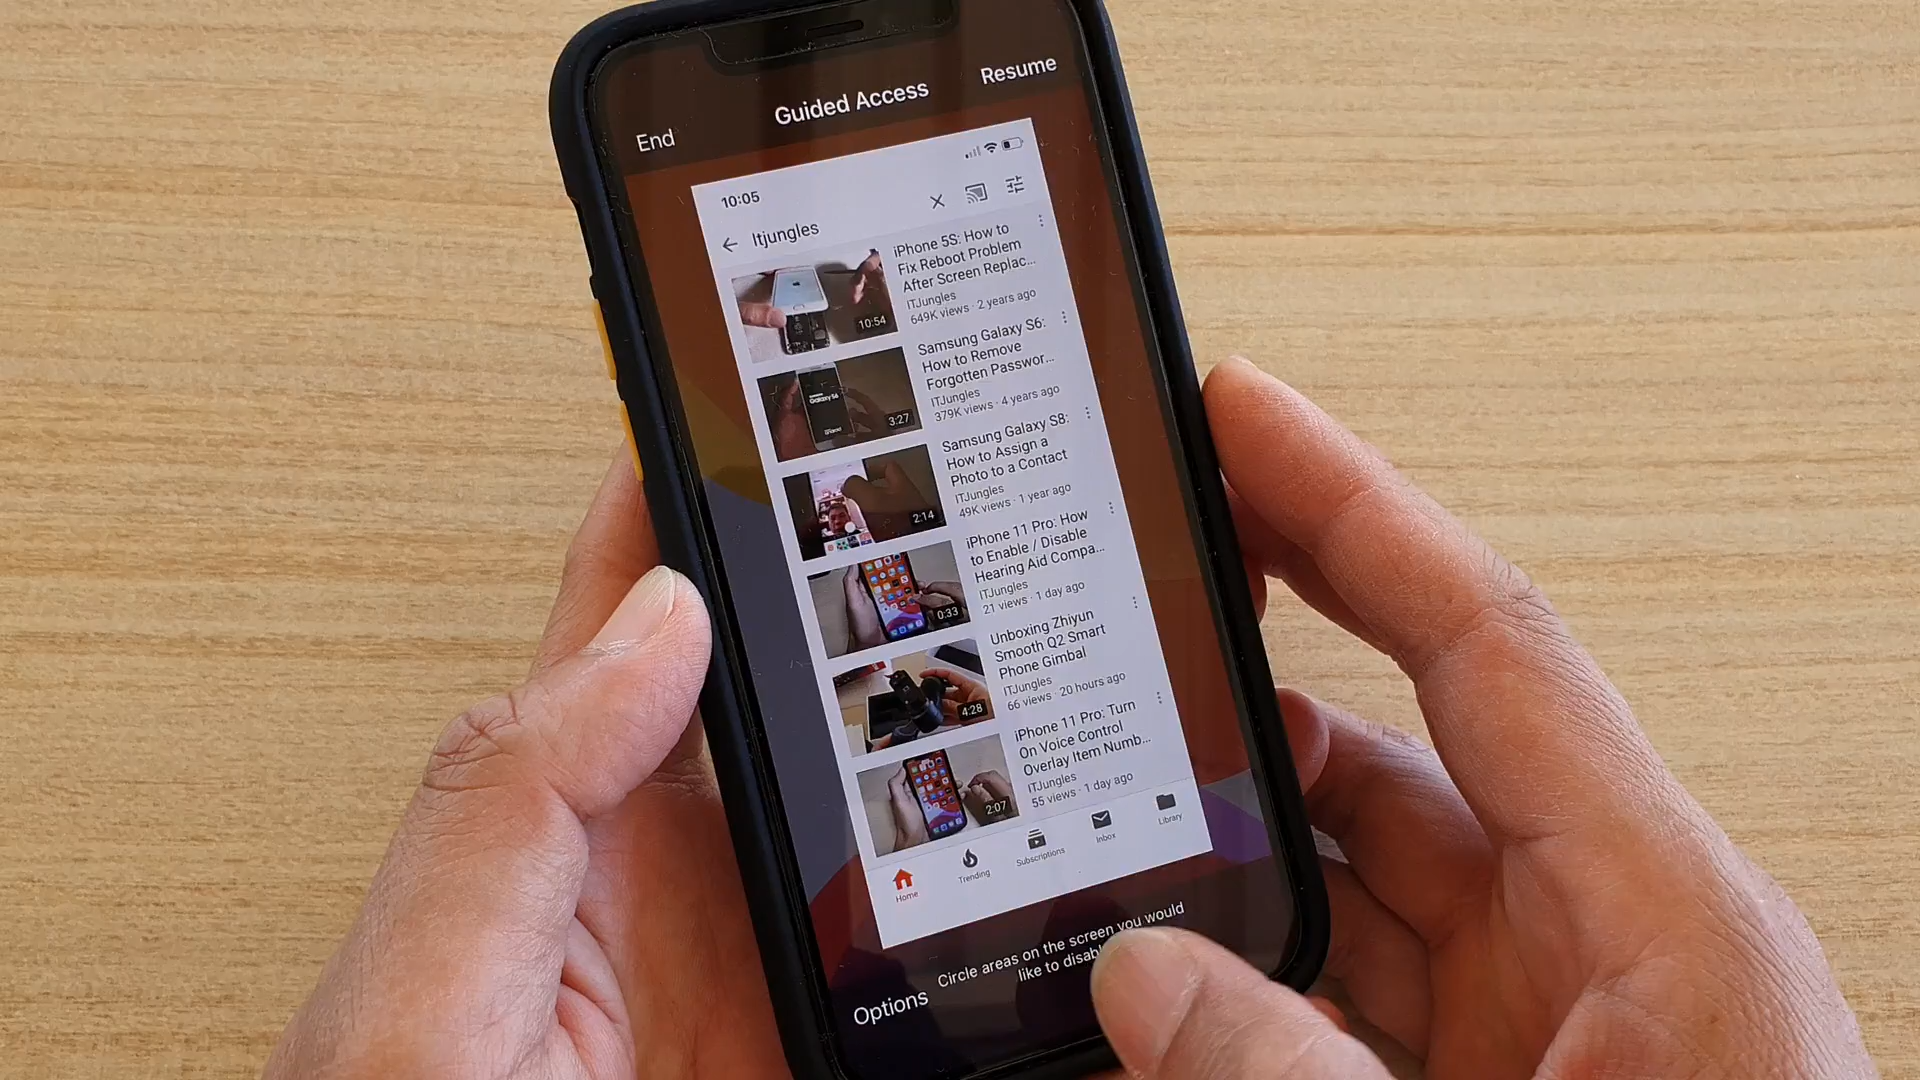 End
Guided Access
Resume
10:05
ltjungles
iPhone 5S: How to
Fix Reboot Problem
After Screen Replac...
ITJungles
649K views · 2 years ago
10:54
Samsung Galaxy S6:
How to Remove
Forgotten Passwor...
ITJungles
379K views · 4 years ago
Galaxy S6
3:27
Samsung Galaxy S8:
How to Assign a
Photo to a Contact
ITJungles
49K views · 1 year ago
2:14
iPhone 11 Pro: How
to Enable / Disable
Hearing Aid Compa...
ITJungles
21 views · 1 day ago
0:33
Unboxing Zhiyun
Smooth Q2 Smart
Phone Gimbal
ITJungles
66 views · 20 hours ago
4:28
iPhone 11 Pro: Turn
On Voice Control
Overlay Item Numb...
ITJungles
55 views · 1 day ago
2:07
Home
Trending
Subscriptions
Inbox
Library
Circle areas on the screen you would
like to
Options